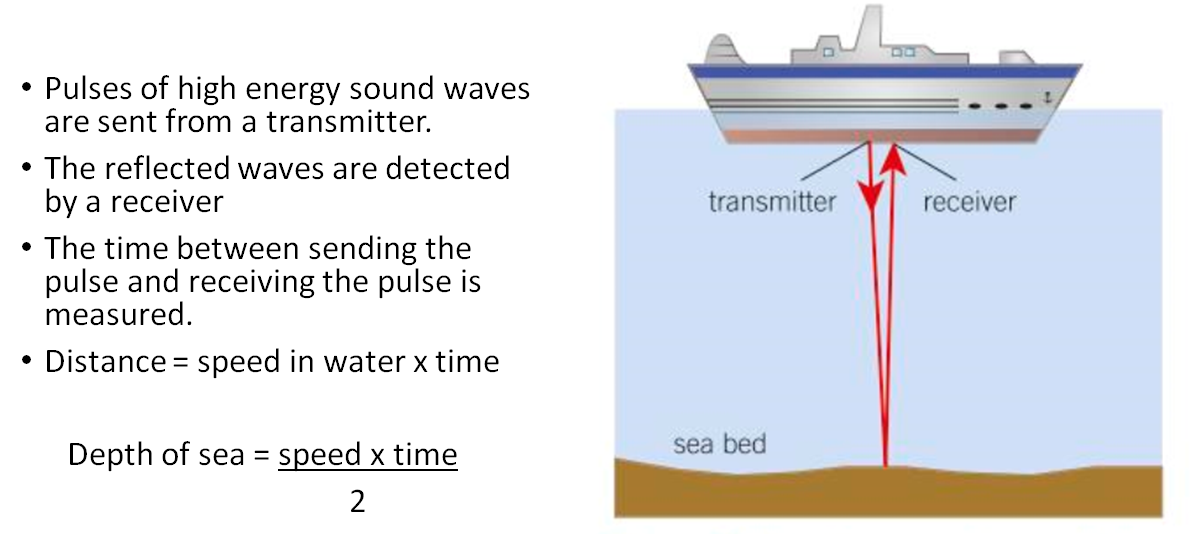 • Pulses of high energy sound waves
are sent from a transmitter.
• The reflected waves are detected
by a receiver
• The time between sending the
pulse and receiving the pulse is
measured.
• Distance = speed in water x time
Depth of sea = speed x time
2
transmitter
receiver
sea bed